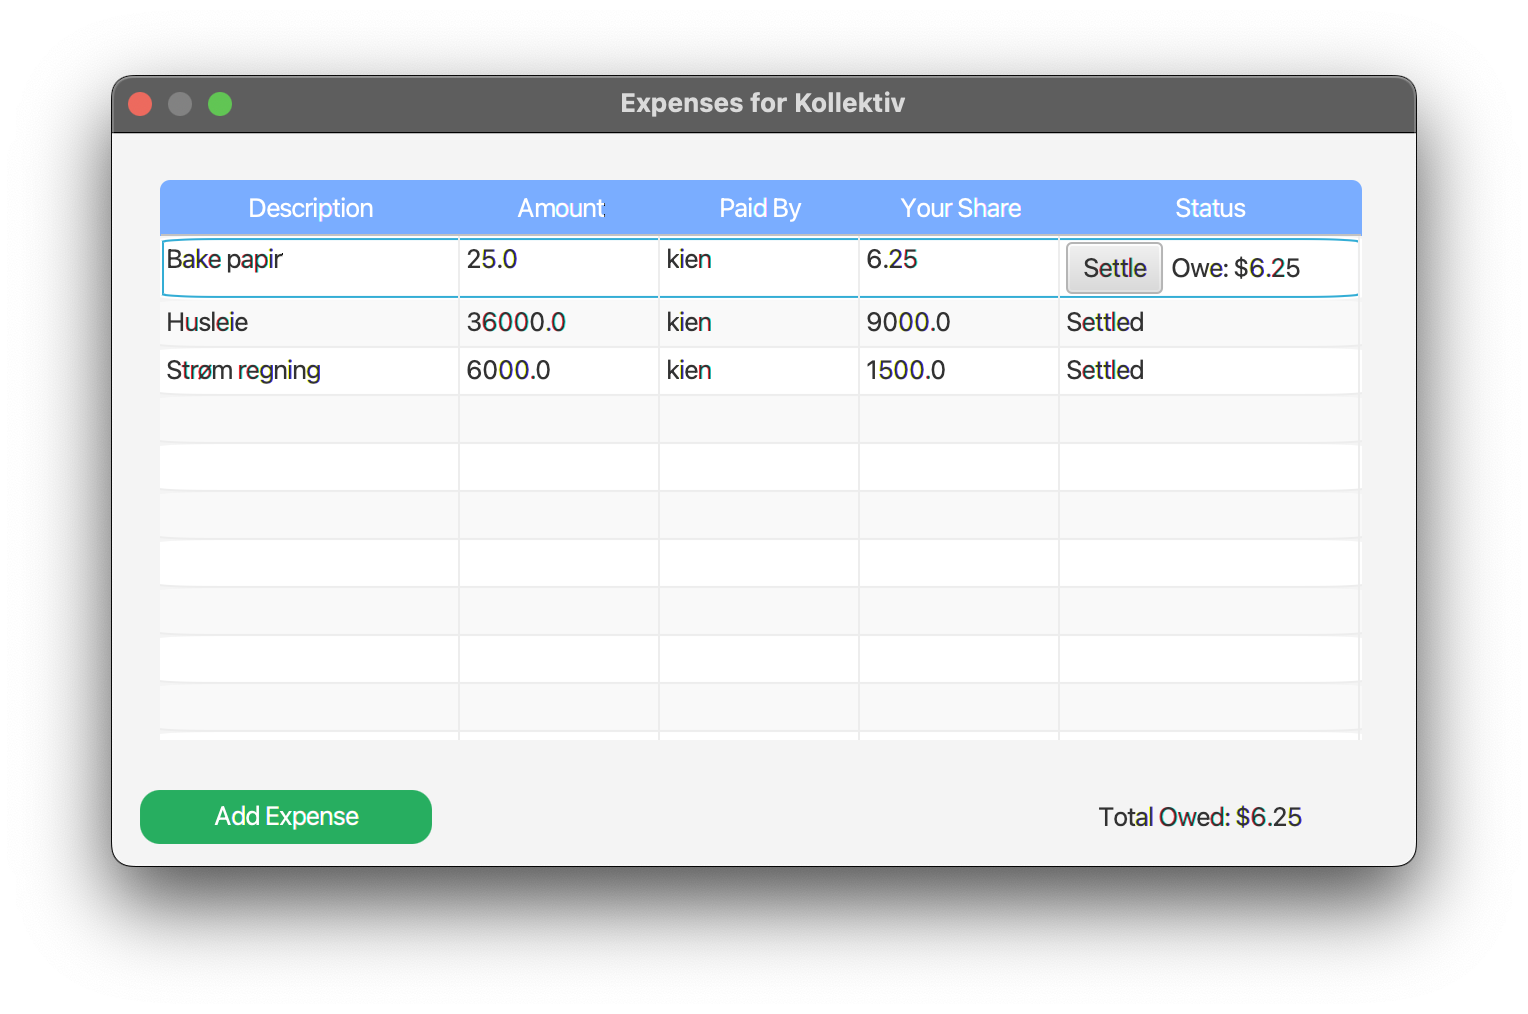 Expenses for Kollektiv
Description Amount Paid By Your Share Status
Bake papir 25.0 kien 6.25 Settle Owe: $6.25
Husleie 36000.0 kien 9000.0 Settled
Strøm regning 6000.0 kien 1500.0 Settled
Add Expense Total Owed: $6.25